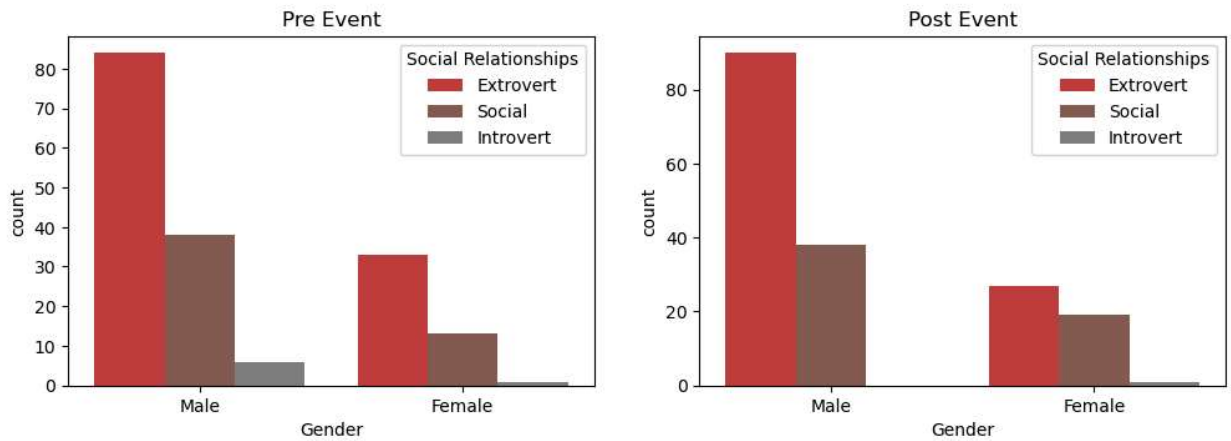 Pre Event
Social Relationships
Extrovert
Social
Introvert
80
70
60
50
40
30
20
10
0
count
Male
Female
Gender
Post Event
Social Relationships
Extrovert
Social
Introvert
80
60
40
20
0
count
Male
Female
Gender